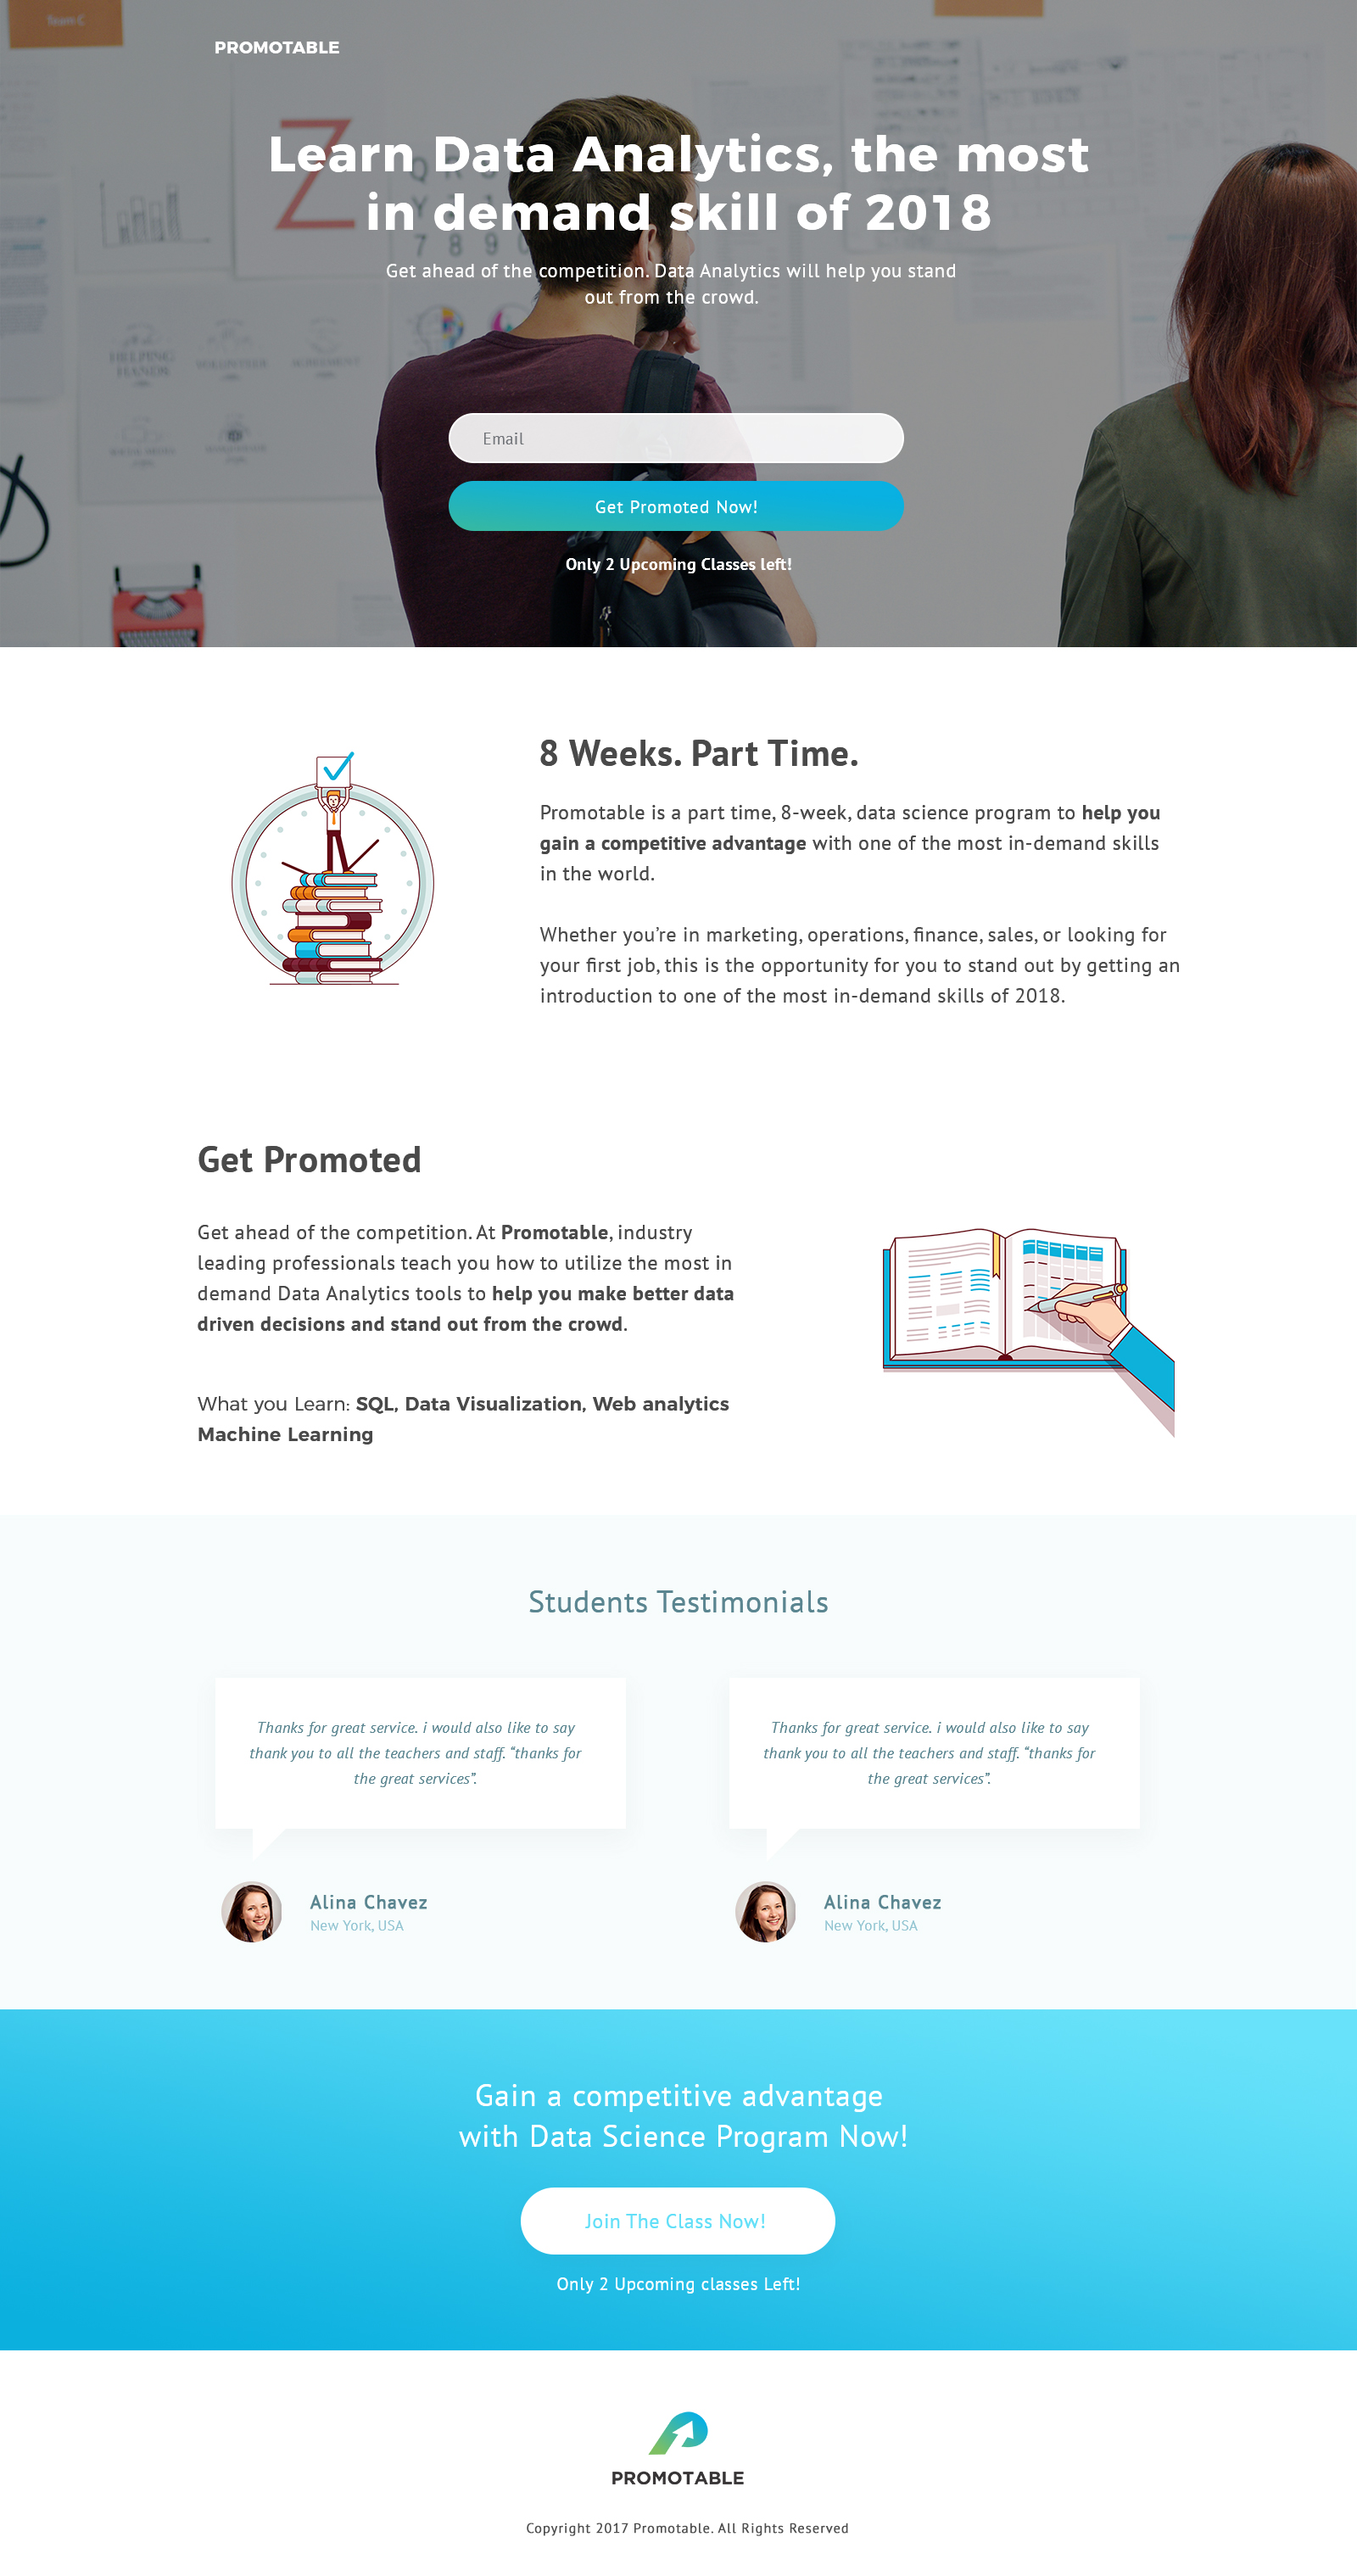 Team C
PROMOTABLE
Learn Data Analytics, the most
in demand skill of 2018
Get ahead of the competition. Data Analytics will help you stand
out from the crowd.
HELPING
HANDS
VOLUNTEER
AGREEMENT
Z
7 8 9
Email
Get Promoted Now!
Only 2 Upcoming Classes left!
8 Weeks. Part Time.
Promotable is a part time, 8-week, data science program to help you
gain a competitive advantage with one of the most in-demand skills
in the world.
Whether you’re in marketing, operations, finance, sales, or looking for
your first job, this is the opportunity for you to stand out by getting an
introduction to one of the most in-demand skills of 2018.
Get Promoted
Get ahead of the competition. At Promotable, industry
leading professionals teach you how to utilize the most in
demand Data Analytics tools to help you make better data
driven decisions and stand out from the crowd.
What you Learn: SQL, Data Visualization, Web analytics
Machine Learning
Students Testimonials
Thanks for great service. i would also like to say
thank you to all the teachers and staff. “thanks for
the great services”.
Alina Chavez
New York, USA
Thanks for great service. i would also like to say
thank you to all the teachers and staff. “thanks for
the great services”.
Alina Chavez
New York, USA
Gain a competitive advantage
with Data Science Program Now!
Join The Class Now!
Only 2 Upcoming classes Left!
PROMOTABLE
Copyright 2017 Promotable. All Rights Reserved